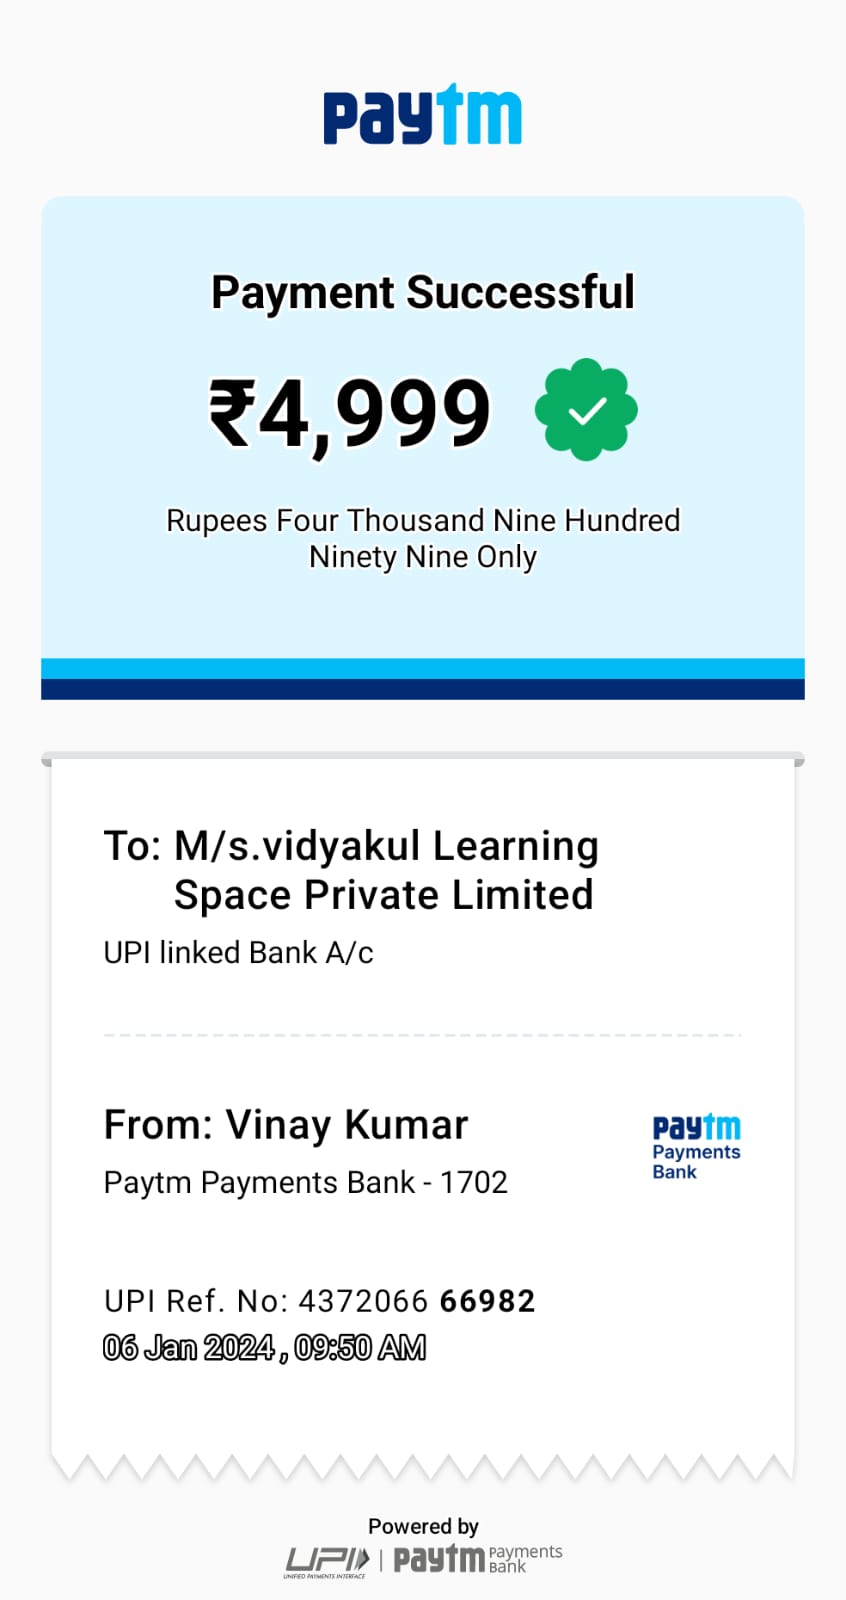 paytm
Payment Successful
₹4,999
Rupees Four Thousand Nine Hundred
Ninety Nine Only
To: M/s.vidyakul Learning
Space Private Limited
UPI linked Bank A/c
From: Vinay Kumar
Paytm Payments Bank - 1702
paytm
Payments
Bank
UPI Ref. No: 4372066 66982
06 Jan 2024 , 09:50 AM
Powered by
UPI | paytm Payments Bank
UNIFIED PAYMENTS INTERFACE